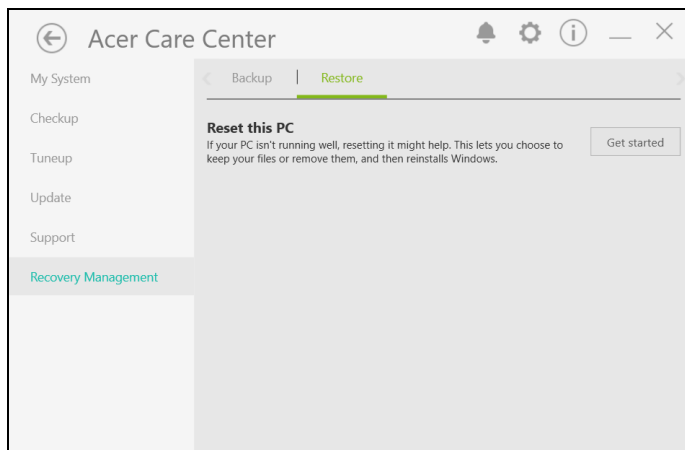 Acer Care Center
My System
Checkup
Tuneup
Update
Support
Recovery Management
Backup
Restore
Reset this PC
If your PC isn't running well, resetting it might help. This lets you choose to
keep your files or remove them, and then reinstalls Windows.
Get started